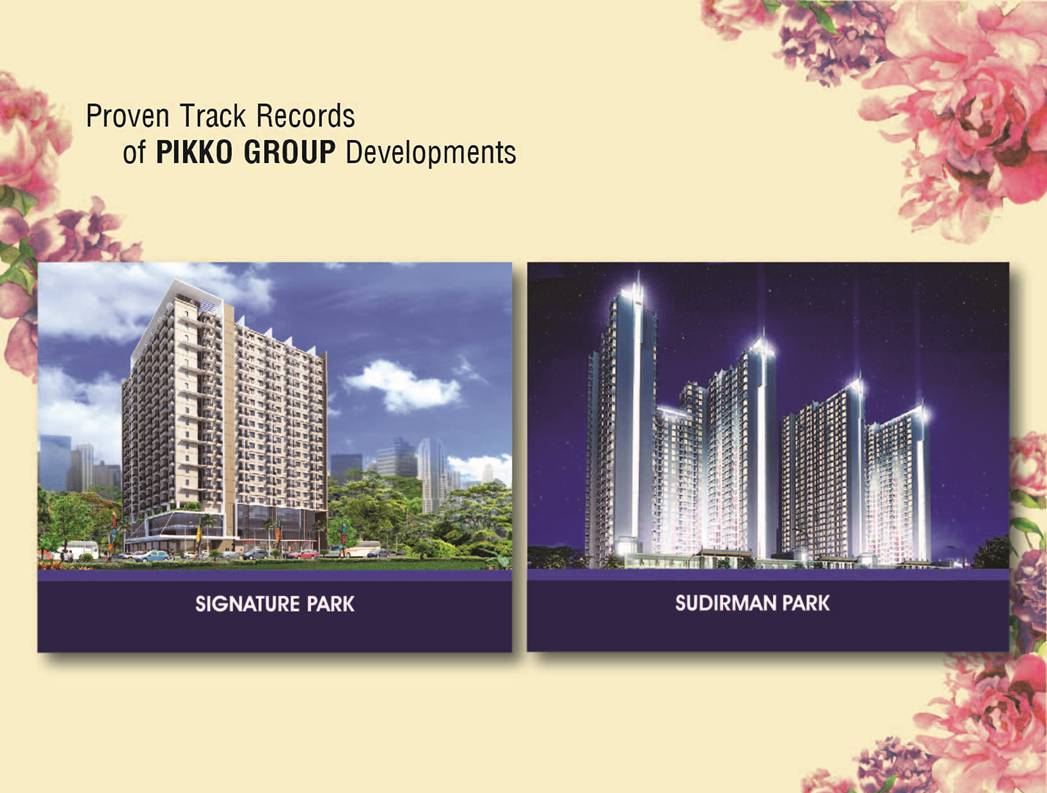 Proven Track Records
of PIKKO GROUP Developments
SIGNATURE PARK
SUDIRMAN PARK